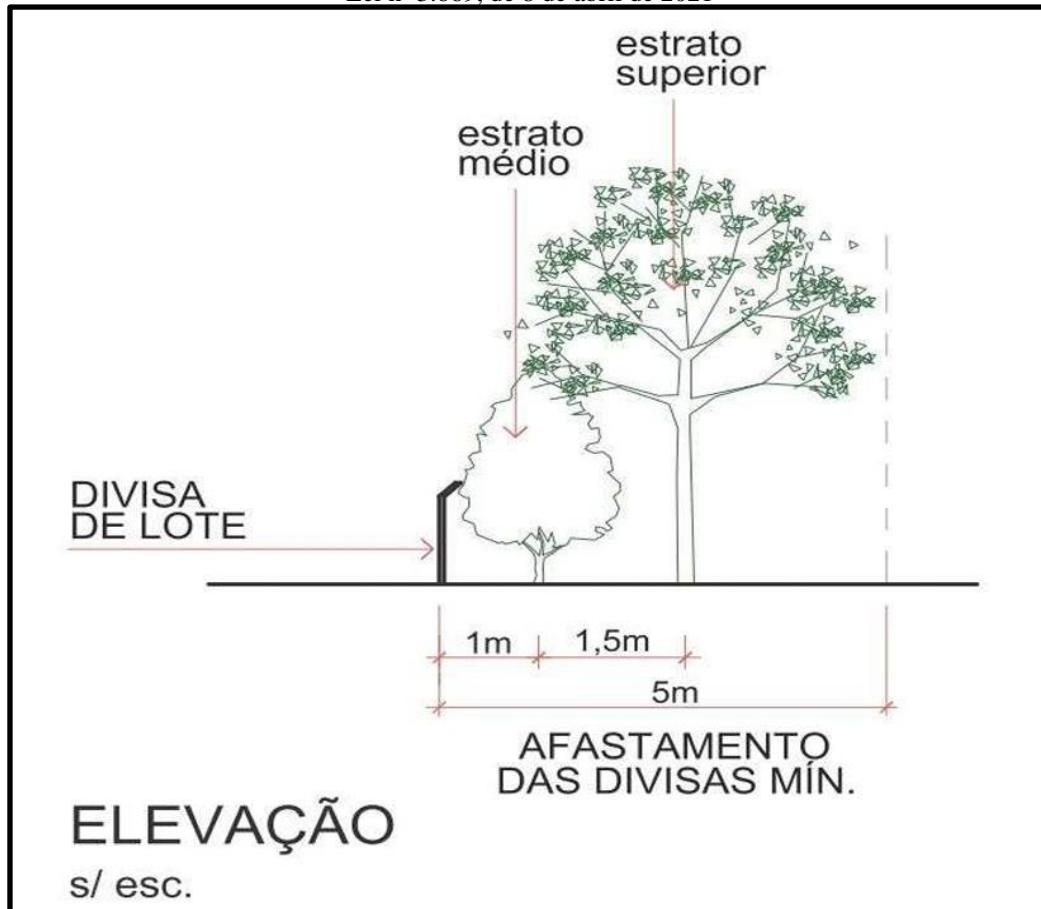 estrato
superior
estrato
médio
DIVISA
DE LOTE
1m
1,5m
5m
AFASTAMENTO
DAS DIVISAS MÍN.
ELEVAÇÃO
s/ esc.